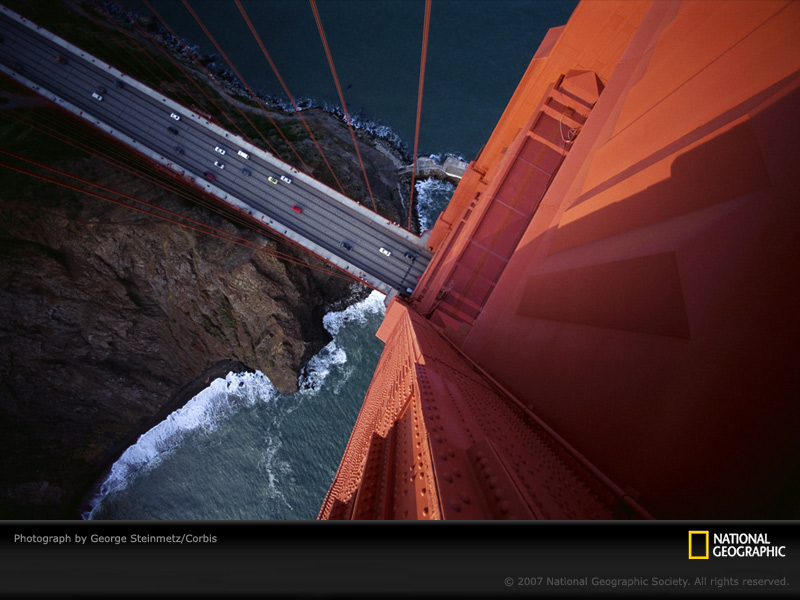 Photograph by George Steinmetz/Corbis
NATIONAL
GEOGRAPHIC
© 2007 National Geographic Society. All rights reserved.